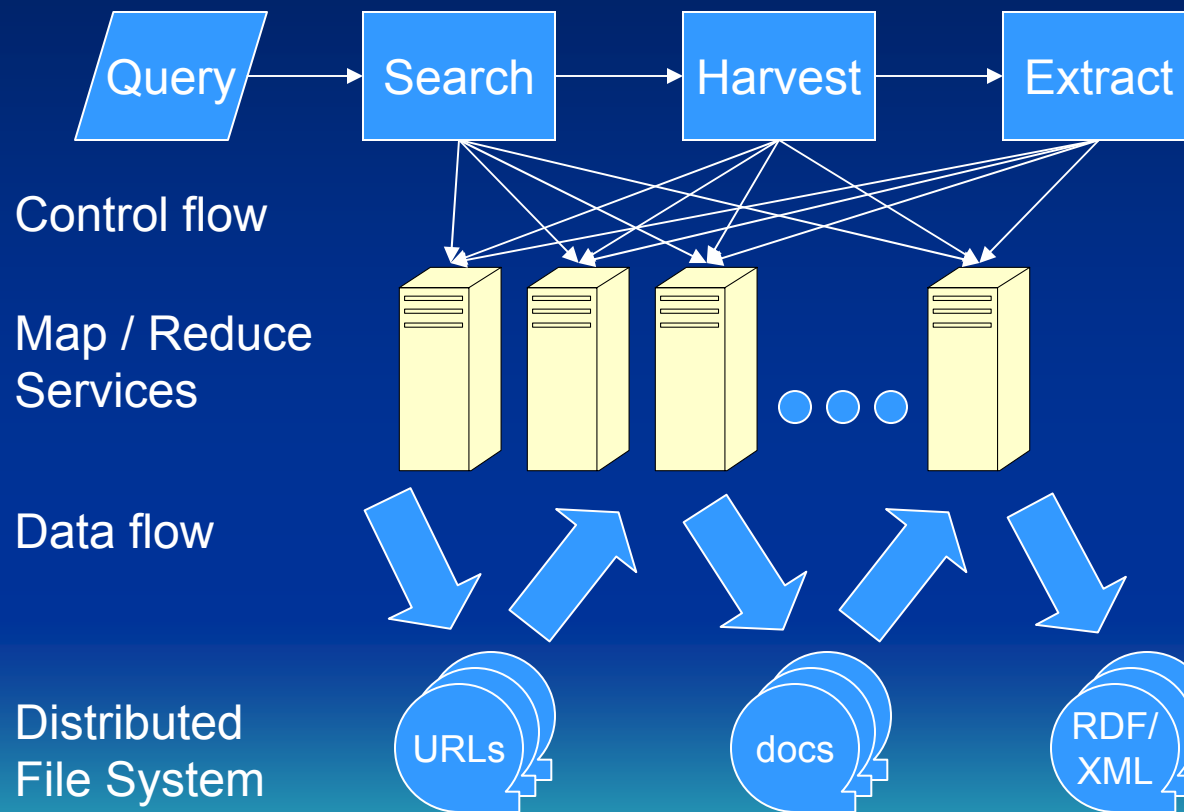 Query
Search
Harvest
Extract
Control flow
Map / Reduce
Services
Data flow
Distributed
File System
URLs
docs
RDF/
XML